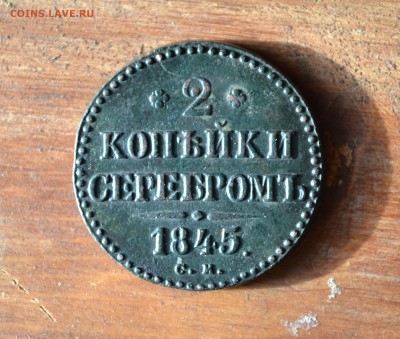 COINS.LAVE.RU
2
КОПѢЙКИ
СЕРЕБРОМЪ
1845.